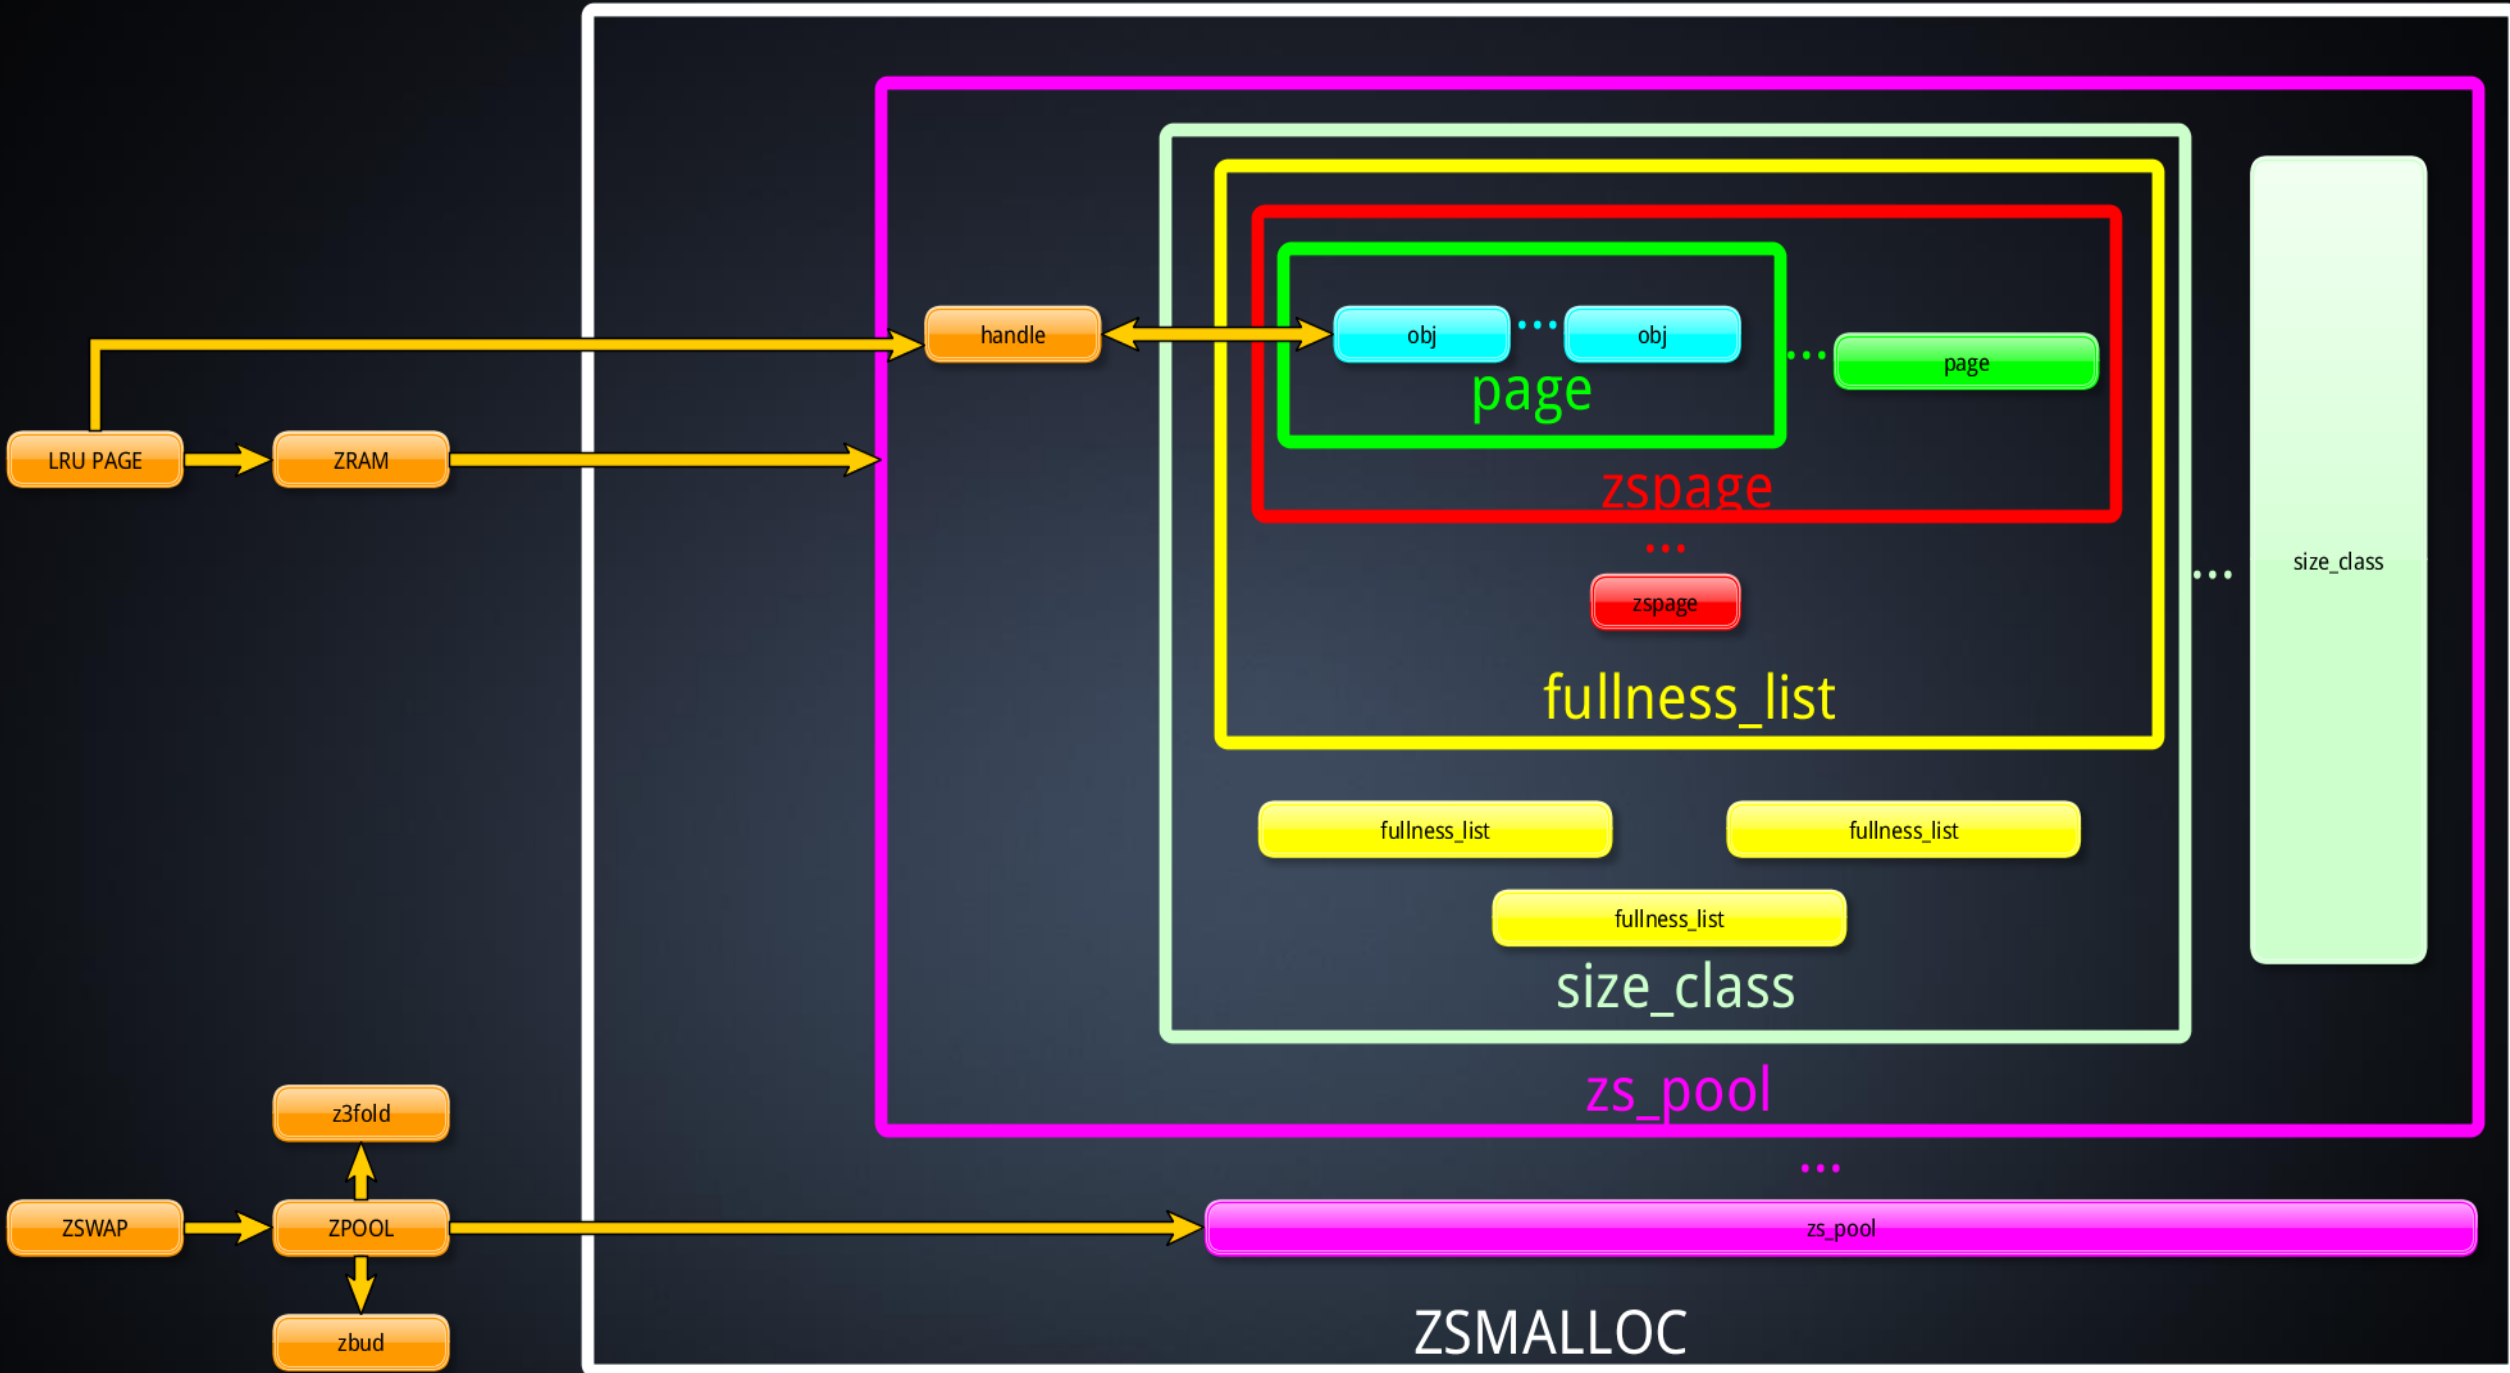 handle
obj
...
obj
page
...
page
LRU PAGE
ZRAM
zspage
...
zspage
size_class
...
fullness_list
fullness_list
fullness_list
fullness_list
size_class
zs_pool
z3fold
...
ZSWAP
ZPOOL
zs_pool
zbud
ZSMALLOC